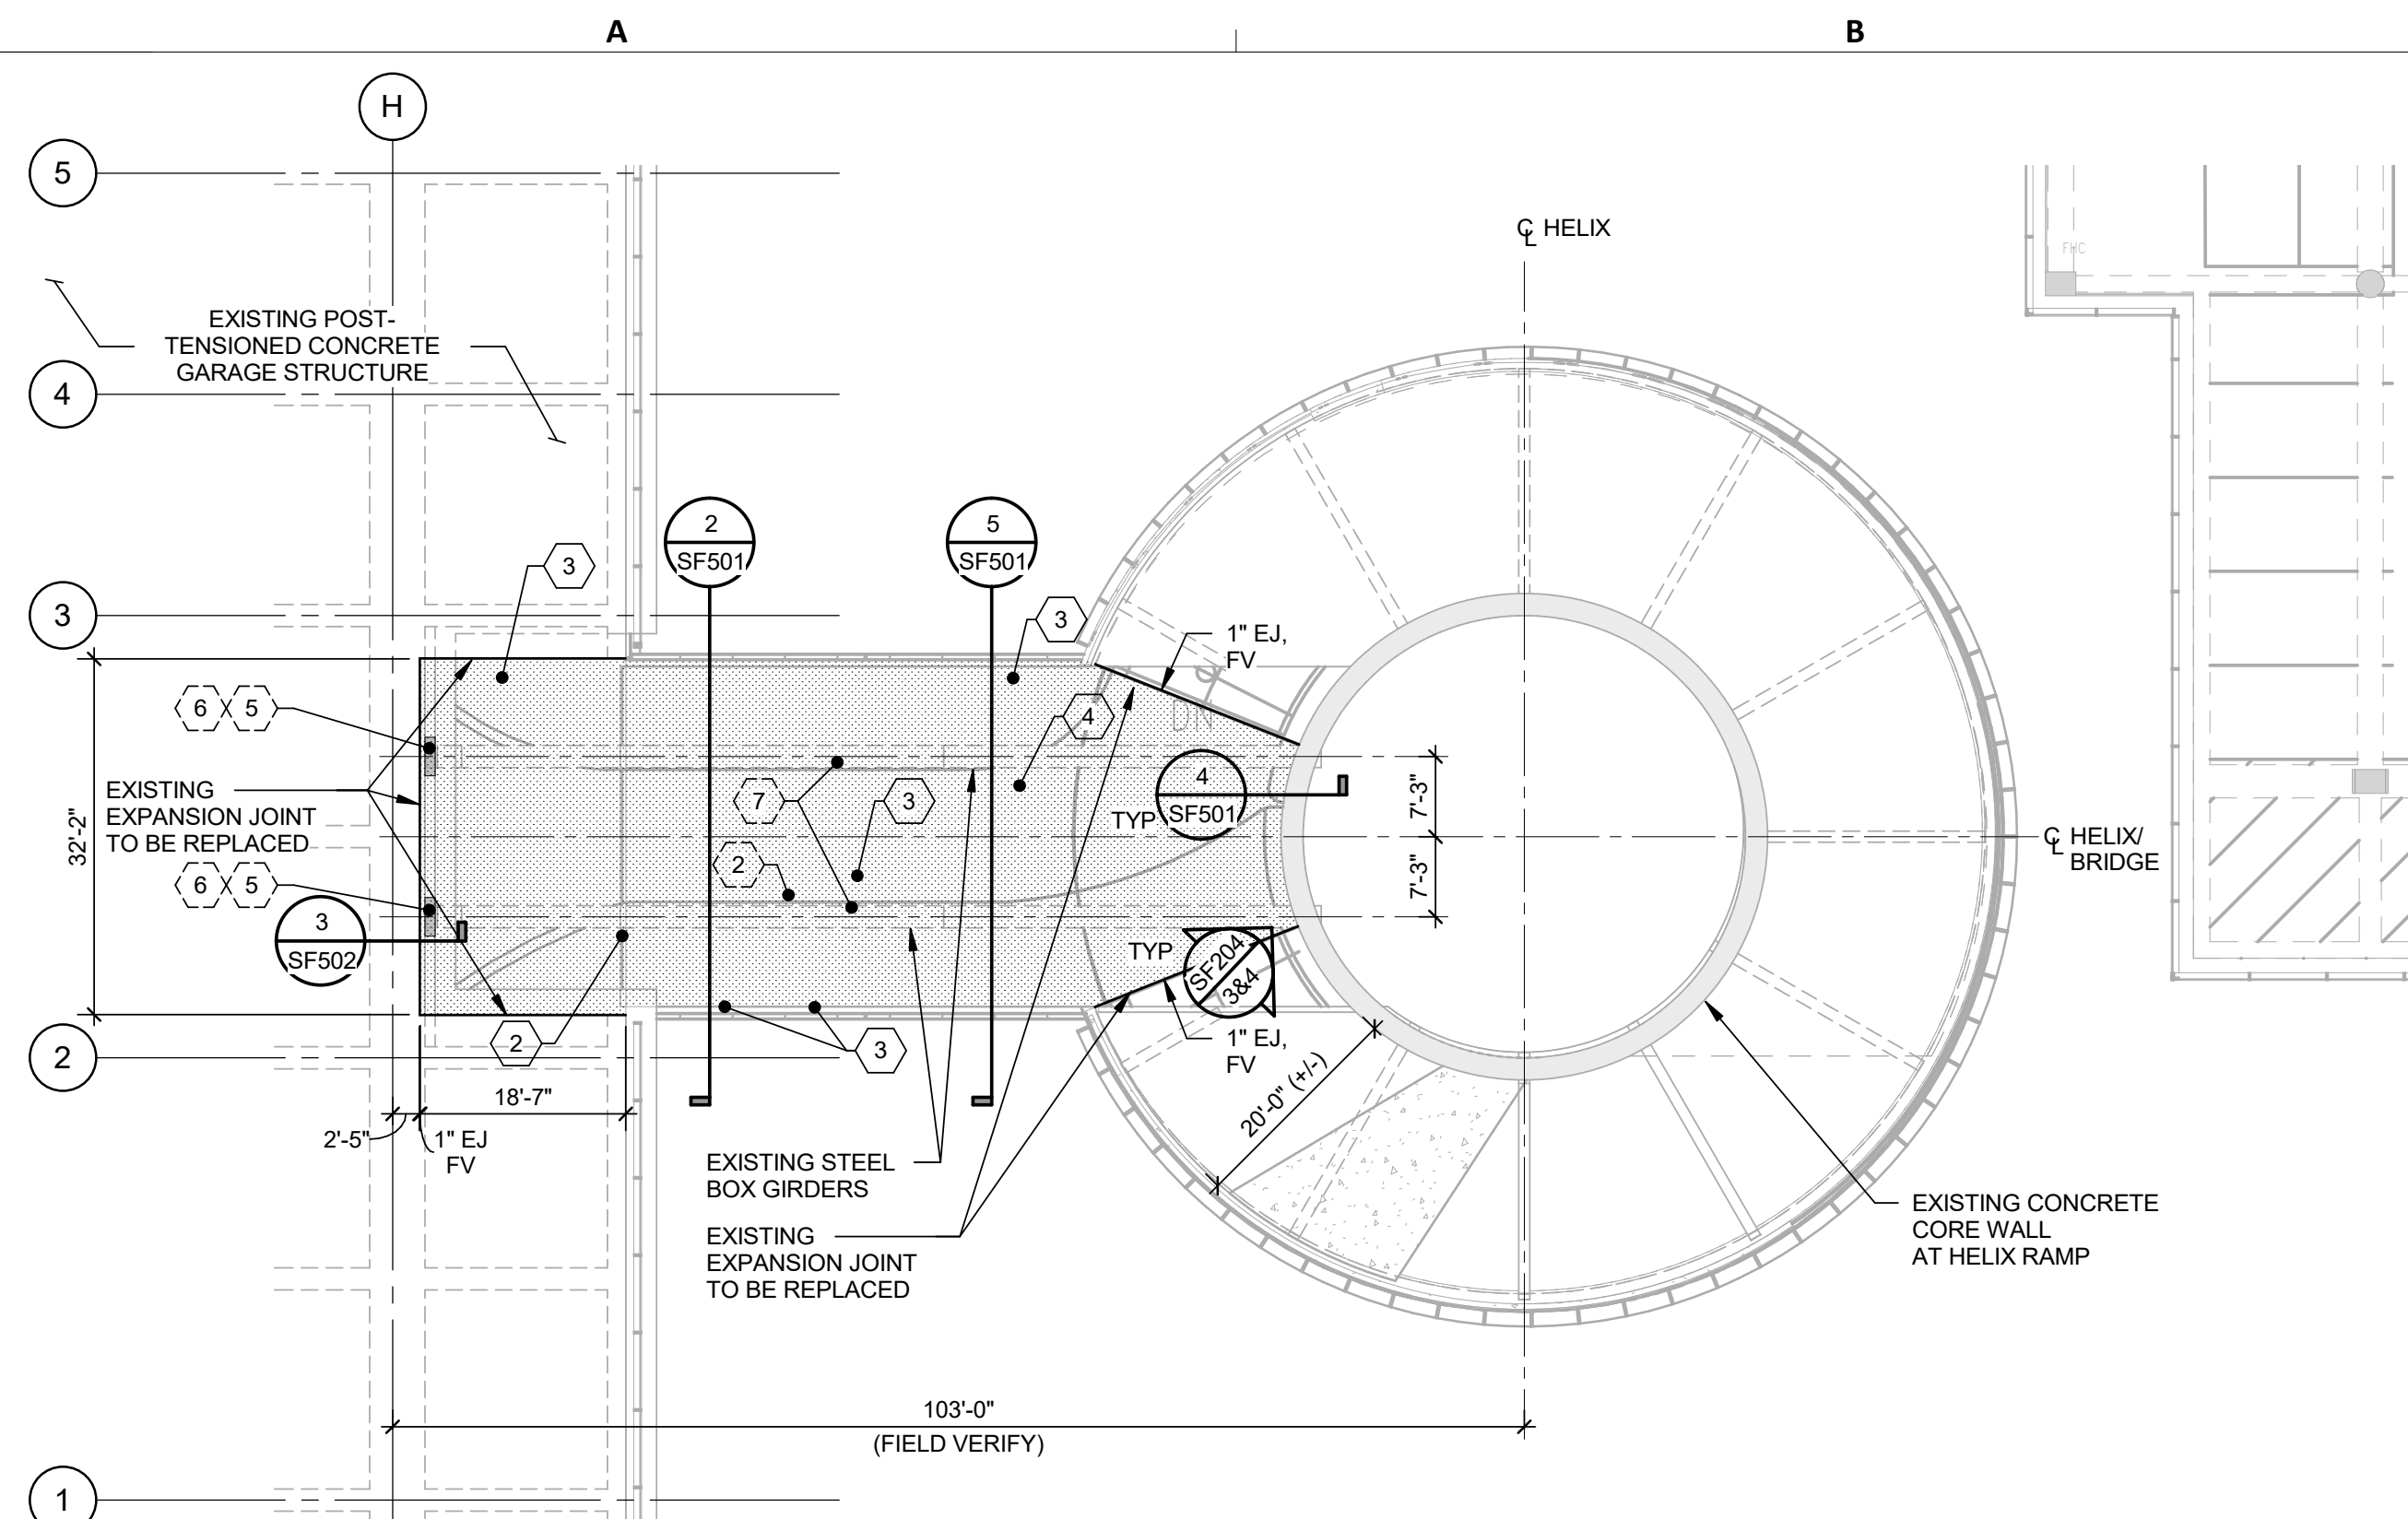 A
B
H
5
℄ HELIX
FHC
EXISTING POST-
TENSIONED CONCRETE
GARAGE STRUCTURE
4
2
SF501
5
SF501
3
3
3
1" EJ,
FV
6 5
4
DN
EXISTING
EXPANSION JOINT
TO BE REPLACED
32'-2"
7
3
4
SF501
TYP
7'-3"
7'-3"
℄ HELIX/
BRIDGE
2
6 5
3
SF502
TYP
SF204
3&4
2
2
3
1" EJ,
FV
18'-7"
2'-5"
1" EJ
FV
20'-0" (+/-)
EXISTING STEEL
BOX GIRDERS
EXISTING
EXPANSION JOINT
TO BE REPLACED
EXISTING CONCRETE
CORE WALL
AT HELIX RAMP
103'-0"
(FIELD VERIFY)
1